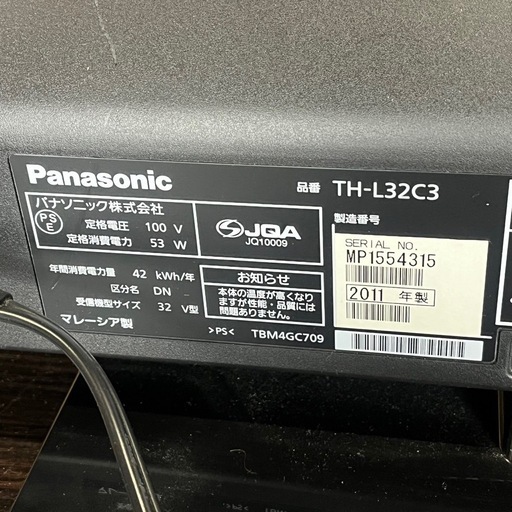 Panasonic
品番 TH-L32C3
パナソニック株式会社
PS E
定格電圧 100 V
定格消費電力 53 W
JQA
JQ10009
製造番号
SERIAL NO.
MP1554315
2011 年製
年間消費電力量 42 kWh/年
区分名 DN
受信機型サイズ 32 V型
マレーシア製
お知らせ
本体の温度が高くなり
ますが性能・品質には
問題ありません
>PS< TBM4GC709